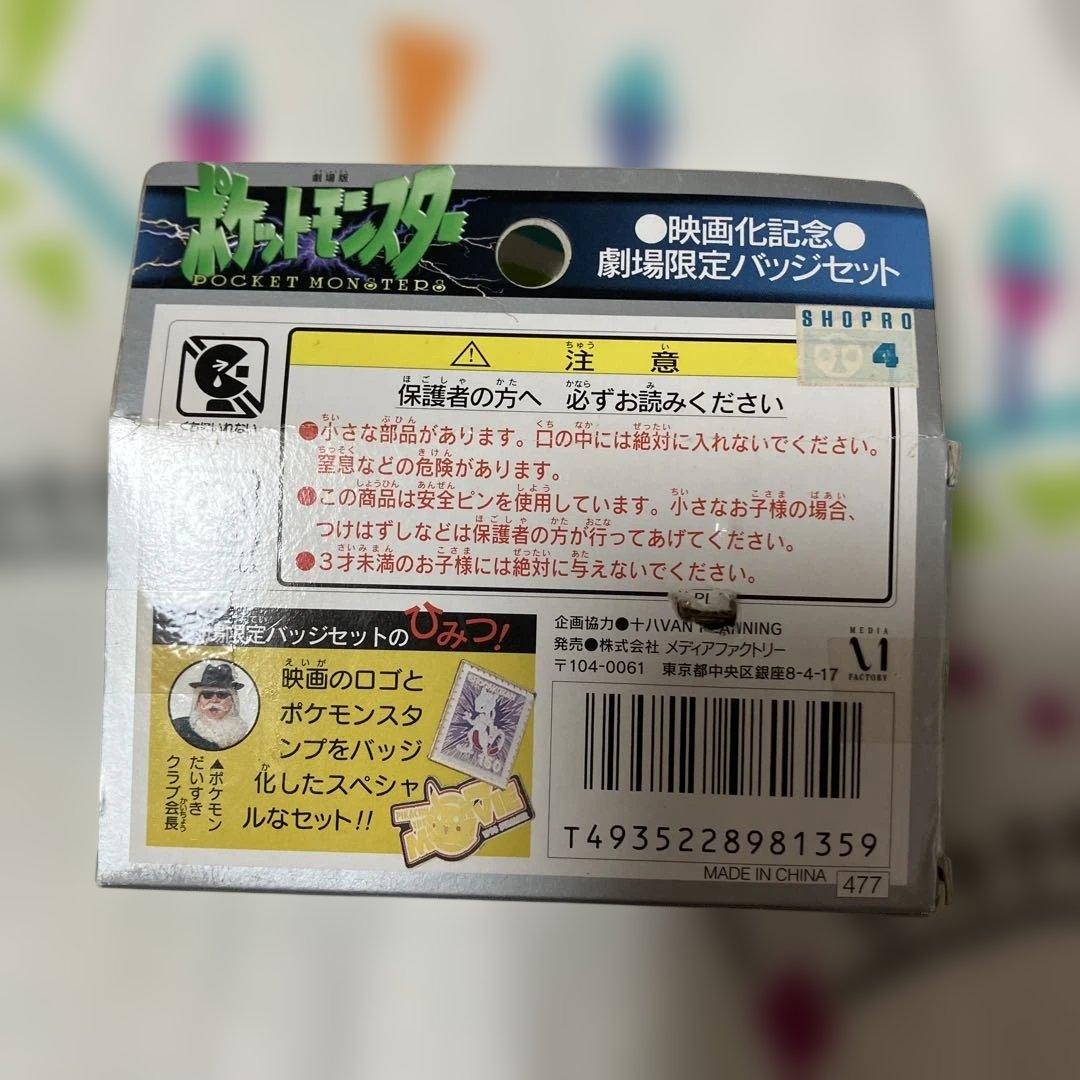 劇場版
ポケットモンスター
POCKET MONSTERS
●映画化記念●
劇場限定バッジセット
SHOPRO
4
注 意
保護者の方へ 必ずお読みください
●小さな部品があります。口の中には絶対に入れないでください。
窒息などの危険があります。
●この商品は安全ピンを使用しています。小さなお子様の場合、
つけはずしなどは保護者の方が行ってあげてください。
●3才未満のお子様には絶対に与えないでください。
限定バッジセットの ひみつ!
映画のロゴと
ポケモンスタ
ンプをバッジ
化したスペシャ
ルなセット!!
▲ポケモン
だいすき
クラブ会長
企画協力●十八VAN
発売●株式会社 メディアファクトリー
〒104-0061 東京都中央区銀座8-4-17
MEDIA
FACTORY
T4935228981359
MADE IN CHINA
477